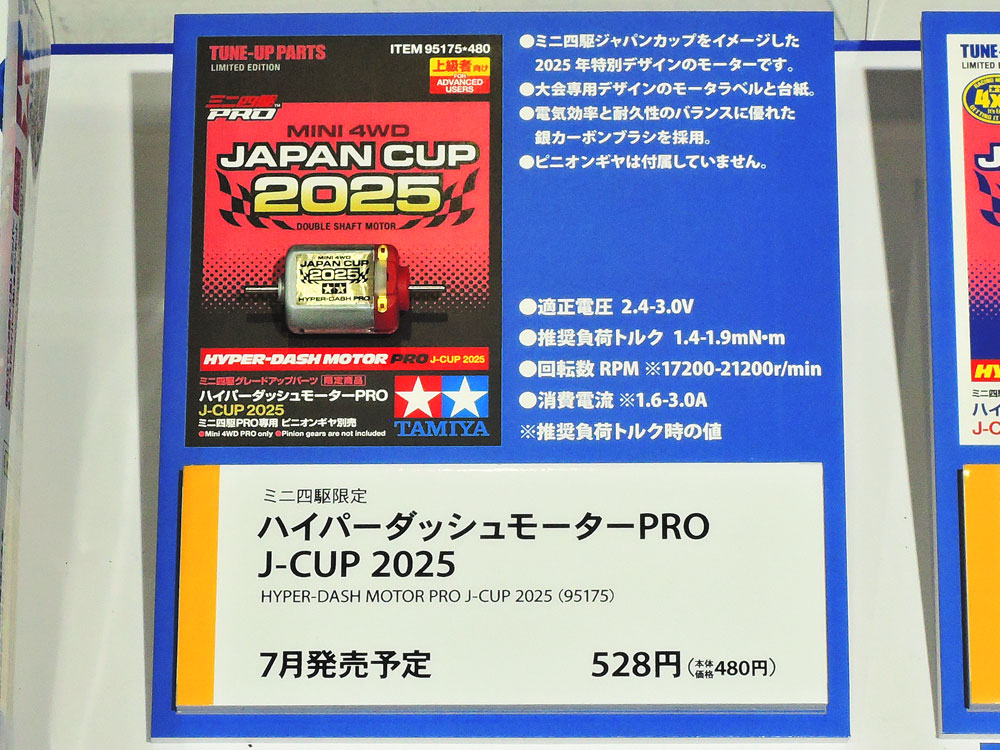 TUNE-UP PARTS
LIMITED EDITION
ITEM 95175★480
上級者向け
FOR ADVANCED USERS
ミニ四駆
PRO
MINI 4WD
JAPAN CUP
2025
DOUBLE SHAFT MOTOR
MINI 4WD
JAPAN CUP
2025
HYPER-DASH PRO
HYPER-DASH MOTOR PRO J-CUP 2025
ミニ四駆グレードアップパーツ 限定商品
ハイパーダッシュモーターPRO
J-CUP 2025
ミニ四駆PRO専用 ピニオンギヤ別売
●Mini 4WD PRO only ●Pinion gears are not included
TAMIYA
●ミニ四駆ジャパンカップをイメージした
2025年特別デザインのモーターです。
●大会専用デザインのモータラベルと台紙。
●電気効率と耐久性のバランスに優れた
銀カーボンブラシを採用。
●ピニオンギヤは付属していません。
●適正電圧 2.4-3.0V
●推奨負荷トルク 1.4-1.9mN•m
●回転数 RPM ※17200-21200r/min
●消費電流 ※1.6-3.0A
※推奨負荷トルク時の値
ミニ四駆限定
ハイパーダッシュモーターPRO
J-CUP 2025
HYPER-DASH MOTOR PRO J-CUP 2025（95175）
7月発売予定
528円（本体価格480円）
TUNE
LIMITED
HY
ハイ
J-C